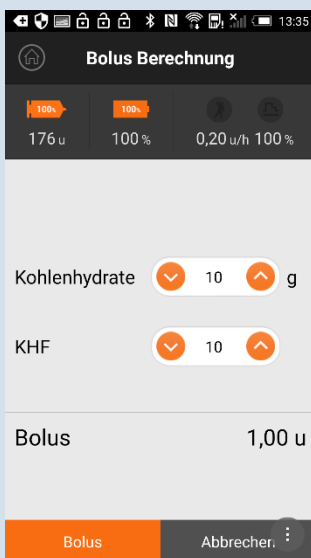 13:35
Bolus Berechnung
100% 100%
176 u 100 % 0,20 u/h 100 %
Kohlenhydrate 10 g
KHF 10
Bolus 1,00 u
Bolus Abbrechen